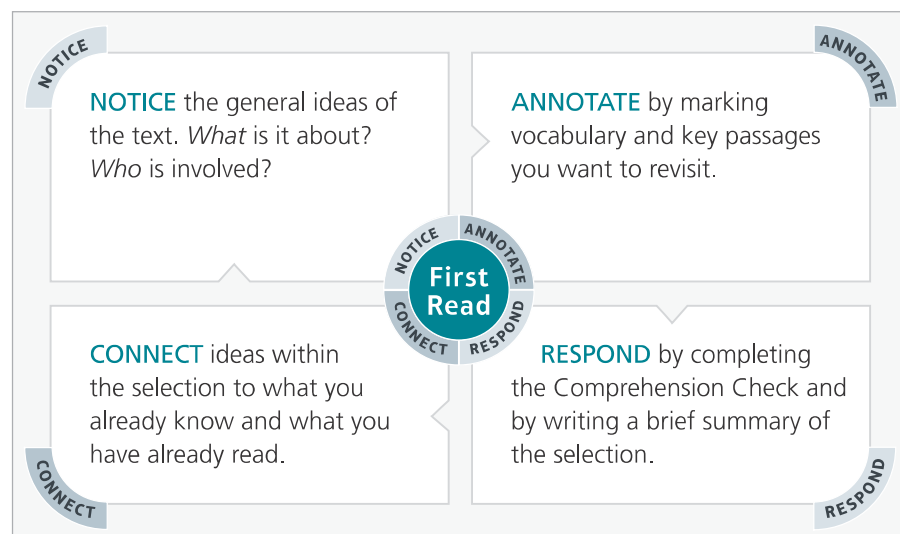 NOTICE
ANNOTATE
NOTICE the general ideas of
the text. What is it about?
Who is involved?
ANNOTATE by marking
vocabulary and key passages
you want to revisit.
NOTICE
ANNOTATE
First
Read
CONNECT
RESPOND
CONNECT ideas within
the selection to what you
already know and what you
have already read.
RESPOND by completing
the Comprehension Check and
by writing a brief summary of
the selection.
CONNECT
RESPOND